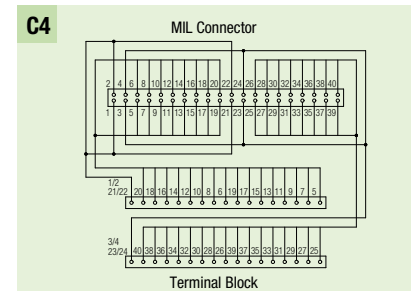 C4
MIL Connector
2 4 6 8 10 12 14 16 18 20 22 24 26 28 30 32 34 36 38 40
1 3 5 7 9 11 13 15 17 19 21 23 25 27 29 31 33 35 37 39
1/2
21/22 20 18 16 14 12 10 8 6 19 17 15 13 11 9 7 5
3/4
23/24 40 38 36 34 32 30 28 26 39 37 35 33 31 29 27 25
Terminal Block